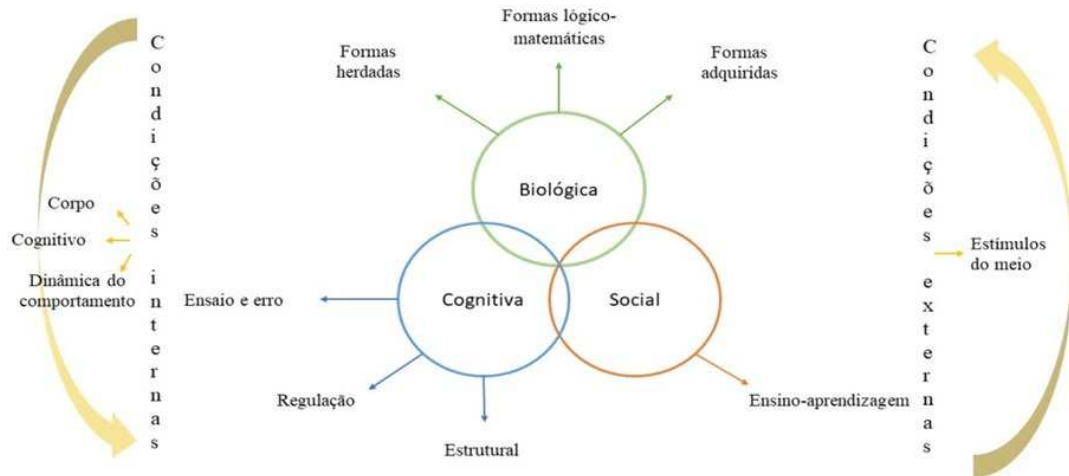 Condições internas
Corpo
Cognitivo
Dinâmica do
comportamento
Formas
herdadas
Formas lógico-
matemáticas
Formas
adquiridas
Biológica
Cognitiva
Social
Ensaio e erro
Regulação
Estrutural
Ensino-aprendizagem
Condições externas
Estímulos
do meio